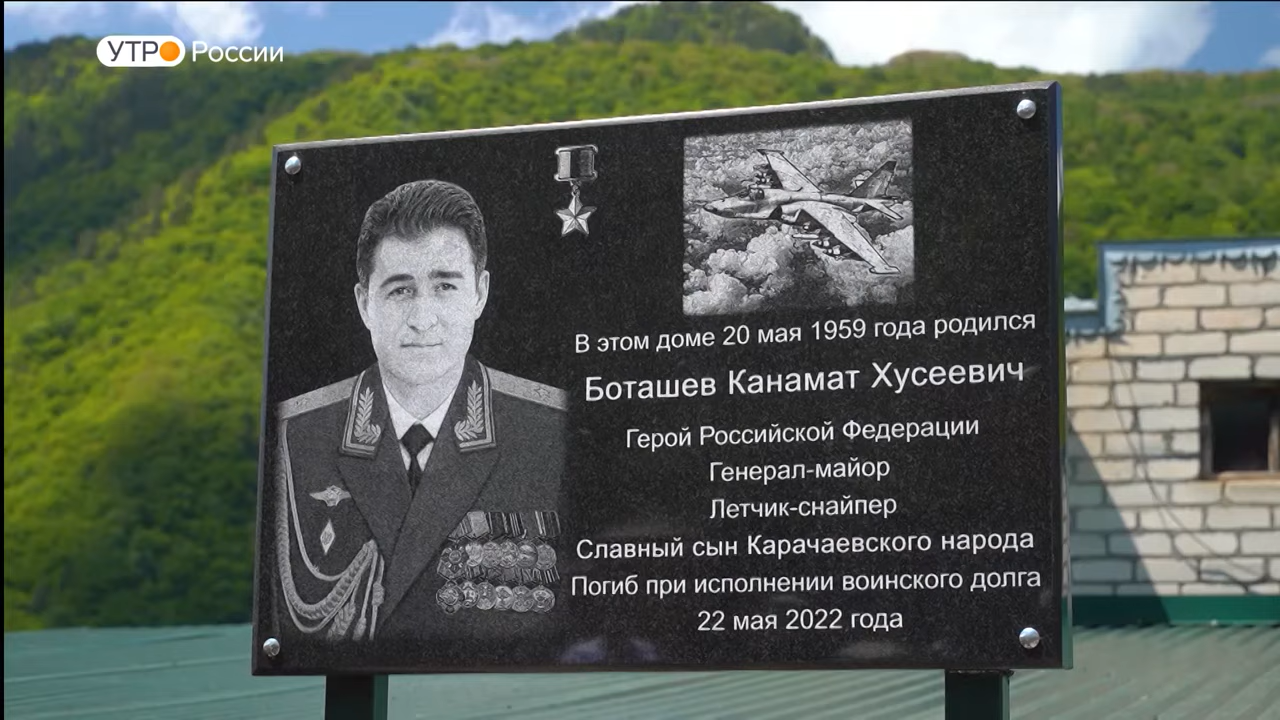 УТРО России
В этом доме 20 мая 1959 года родился
Боташев Канамат Хусеевич
Герой Российской Федерации
Генерал-майор
Летчик-снайпер
Славный сын Карачаевского народа
Погиб при исполнении воинского долга
22 мая 2022 года